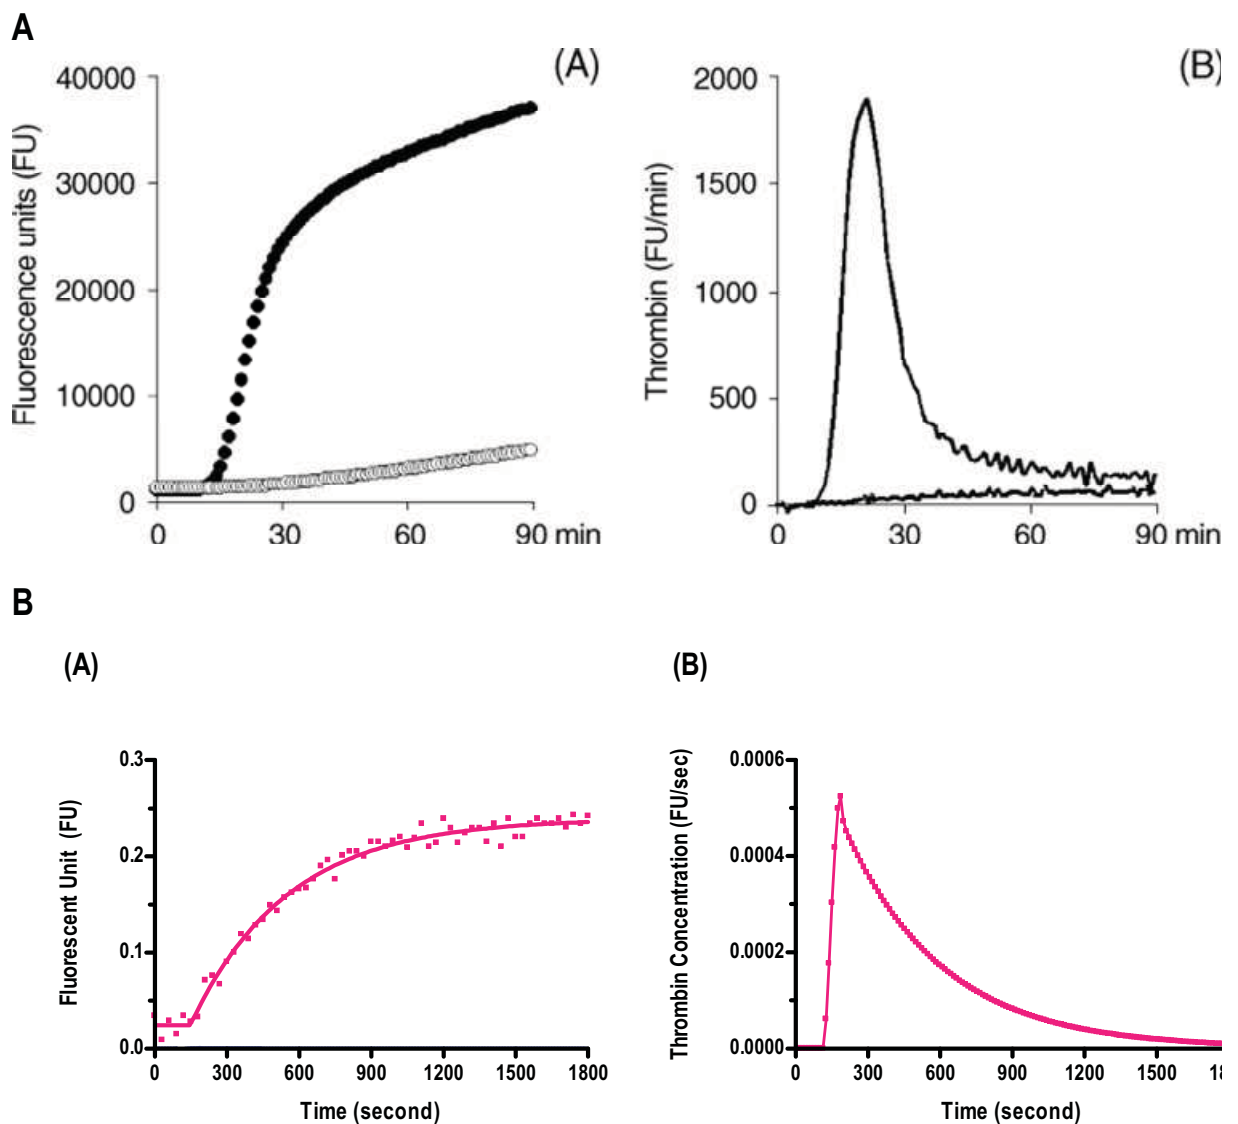 A
(A)
Fluorescence units (FU)
40000
30000
20000
10000
0
0 30 60 90 min
(B)
Thrombin (FU/min)
2000
1500
1000
500
0
0 30 60 90 min
B
(A)
Fluorescent Unit (FU)
0.3
0.2
0.1
0.0
0 300 600 900 1200 1500 1800
Time (second)
(B)
Thrombin Concentration (FU/sec)
0.0006
0.0004
0.0002
0.0000
0 300 600 900 1200 1500
Time (second)